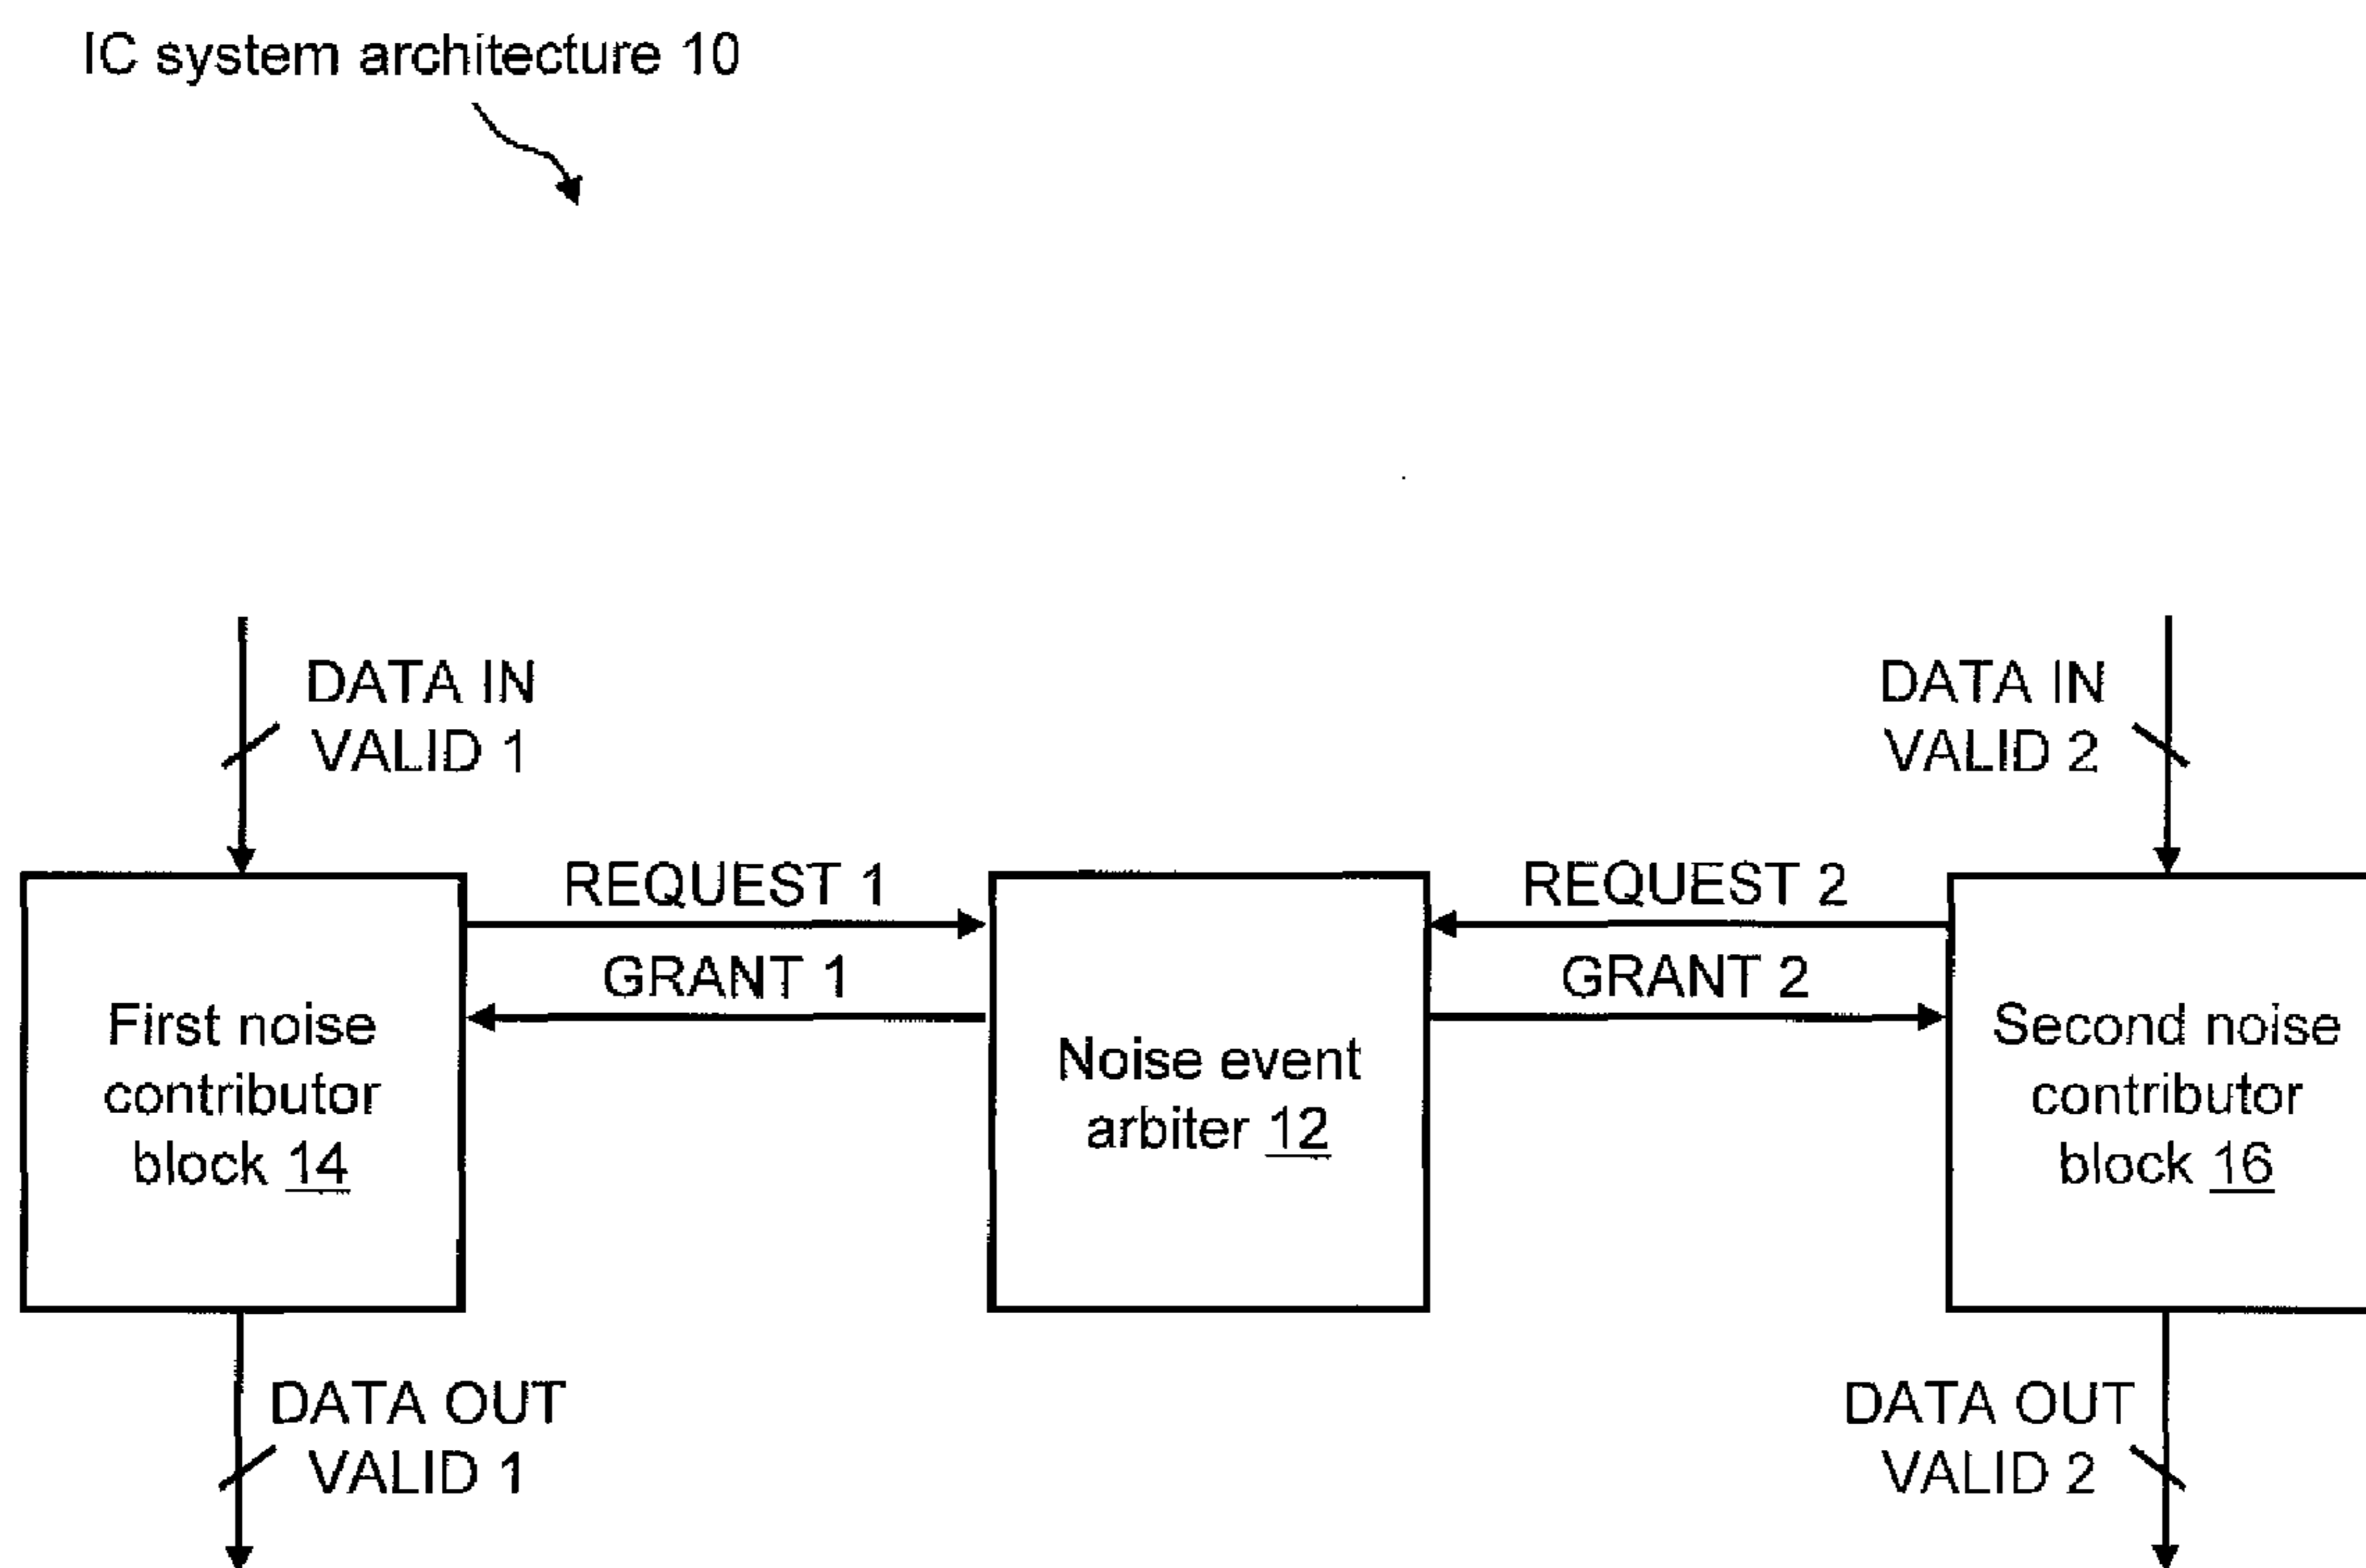 IC system architecture 10
DATA IN
VALID 1
DATA IN
VALID 2
REQUEST 1
REQUEST 2
GRANT 1
GRANT 2
First noise
contributor
block 14
Noise event
arbiter 12
Second noise
contributor
block 16
DATA OUT
VALID 1
DATA OUT
VALID 2